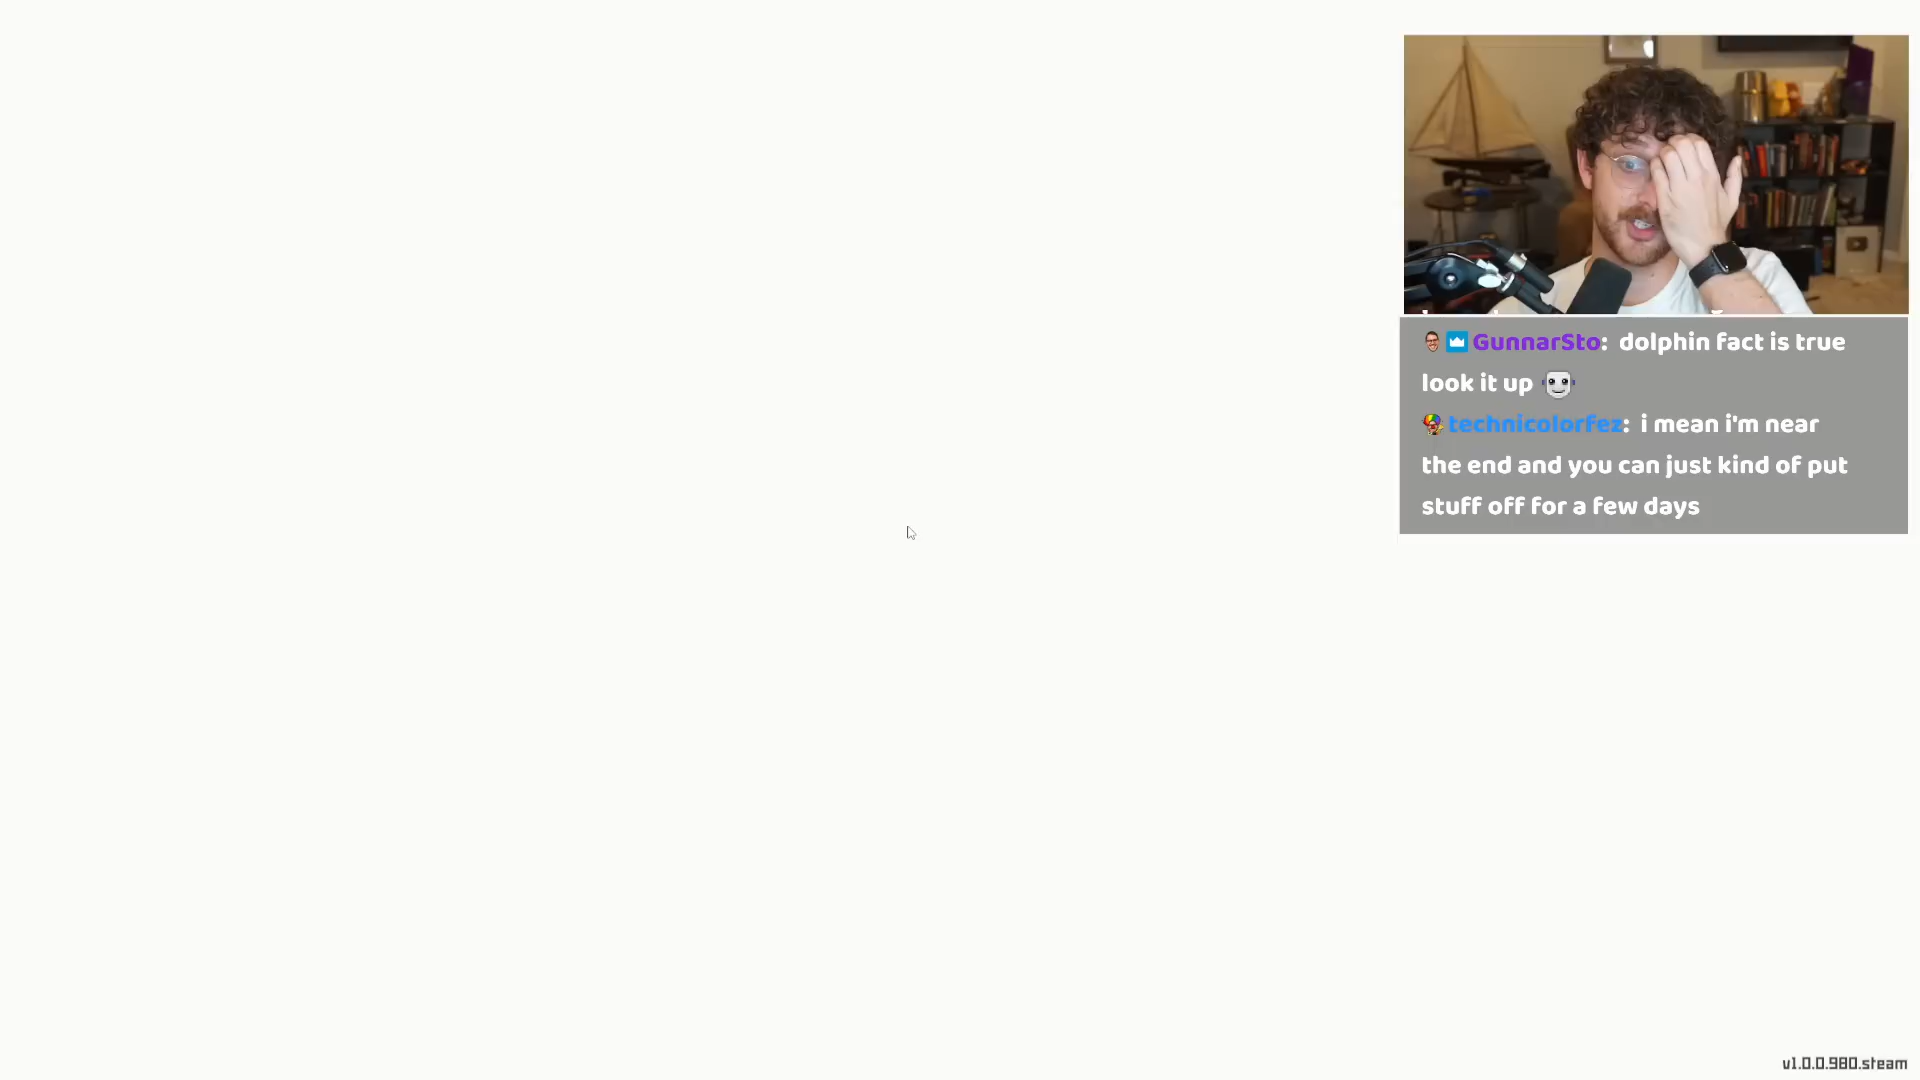 GunnarSto: dolphin fact is true
look it up
technicolorfez: i mean i'm near
the end and you can just kind of put
stuff off for a few days
v1.0.0.980.steam